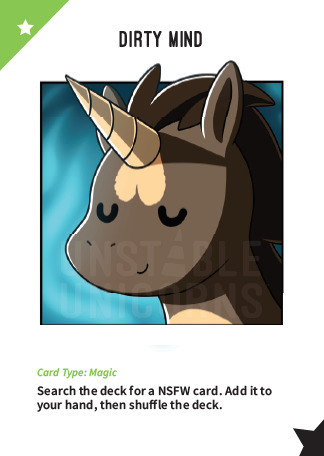 DIRTY MIND
UNSTABLE
UNICORNS
Card Type: Magic
Search the deck for a NSFW card. Add it to
your hand, then shuffle the deck.